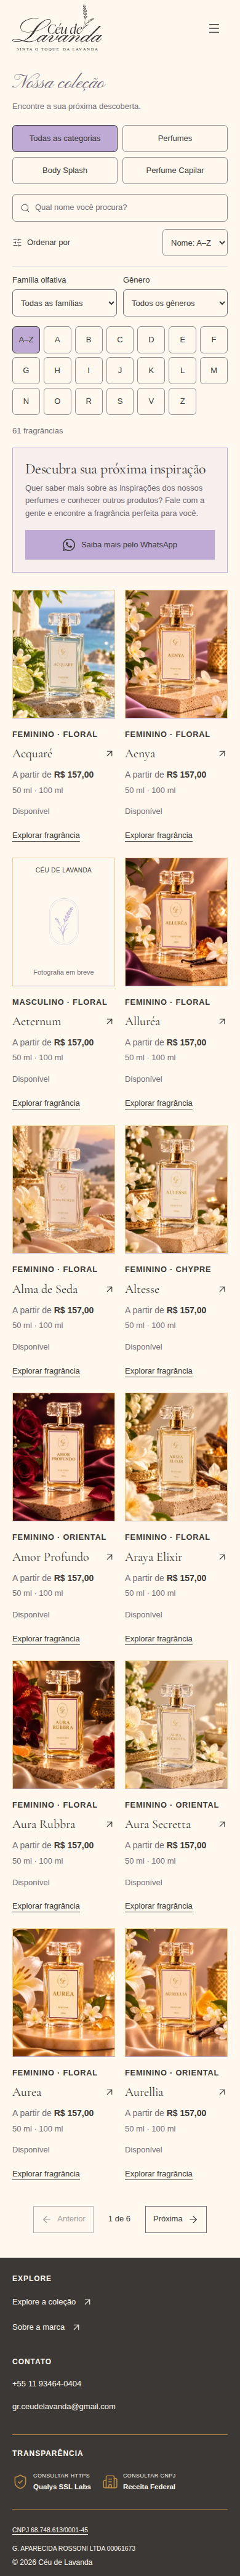 Céu de
Lavanda
TINTA O TOQUE DA LAVANDA
Nossa coleção
Encontre a sua próxima descoberta.
Todas as categorias
Perfumes
Body Splash
Perfume Capilar
Qual nome você procura?
Ordenar por
Nome: A–Z
Família olfativa
Gênero
Todas as famílias
Todos os gêneros
A–Z A B C D E F
G H I J K L M
N O R S V Z
61 fragrâncias
Descubra sua próxima inspiração
Quer saber mais sobre as inspirações dos nossos
perfumes e conhecer outros produtos? Fale com a
gente e encontre a fragrância perfeita para você.
Saiba mais pelo WhatsApp
FEMININO · FLORAL
Acquaré
A partir de R$ 157,00
50 ml · 100 ml
Disponível
Explorar fragrância
AENYA
FEMININO · FLORAL
Aenya
A partir de R$ 157,00
50 ml · 100 ml
Disponível
Explorar fragrância
CÉU DE LAVANDA
Fotografia em breve
MASCULINO · FLORAL
Aeternum
A partir de R$ 157,00
50 ml · 100 ml
Disponível
Explorar fragrância
ALLURÉA
FEMININO · FLORAL
Alluréa
A partir de R$ 157,00
50 ml · 100 ml
Disponível
Explorar fragrância
FEMININO · FLORAL
Alma de Seda
A partir de R$ 157,00
50 ml · 100 ml
Disponível
Explorar fragrância
ALTESSE
FEMININO · CHYPRE
Altesse
A partir de R$ 157,00
50 ml · 100 ml
Disponível
Explorar fragrância
AMOR
PROFUNDO
FEMININO · ORIENTAL
Amor Profundo
A partir de R$ 157,00
50 ml · 100 ml
Disponível
Explorar fragrância
ARAYA
ELIXIR
FEMININO · FLORAL
Araya Elixir
A partir de R$ 157,00
50 ml · 100 ml
Disponível
Explorar fragrância
AURA
RUBBRA
FEMININO · FLORAL
Aura Rubbra
A partir de R$ 157,00
50 ml · 100 ml
Disponível
Explorar fragrância
FEMININO · ORIENTAL
Aura Secretta
A partir de R$ 157,00
50 ml · 100 ml
Disponível
Explorar fragrância
AUREA
FEMININO · FLORAL
Aurea
A partir de R$ 157,00
50 ml · 100 ml
Disponível
Explorar fragrância
AURELLIA
FEMININO · ORIENTAL
Aurellia
A partir de R$ 157,00
50 ml · 100 ml
Disponível
Explorar fragrância
Anterior
1 de 6
Próxima
EXPLORE
Explore a coleção
Sobre a marca
CONTATO
+55 11 93464-0404
gr.ceudelavanda@gmail.com
TRANSPARÊNCIA
CONSULTAR HTTPS
Qualys SSL Labs
CONSULTAR CNPJ
Receita Federal
CNPJ 68.748.613/0001-45
G. APARECIDA ROSSONI LTDA 00061673
© 2026 Céu de Lavanda